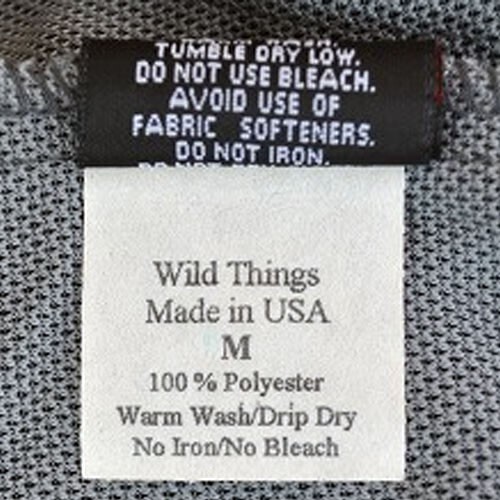 TUMBLE DRY LOW.
DO NOT USE BLEACH.
AVOID USE OF
FABRIC SOFTENERS.
DO NOT IRON.
Wild Things
Made in USA
M
100 % Polyester
Warm Wash/Drip Dry
No Iron/No Bleach